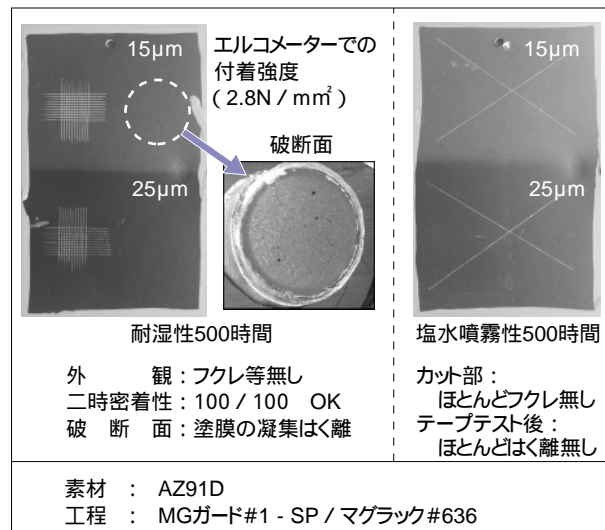 15μm
エルコメーターでの
付着強度
(2.8N / mm²)
破断面
25μm
耐湿性500時間
外　　観：フクレ等無し
二時密着性：100 / 100　OK
破　断　面：塗膜の凝集はく離
15μm
25μm
塩水噴霧性500時間
カット部：
ほとんどフクレ無し
テープテスト後：
ほとんどはく離無し
素材　：　AZ91D
工程　：　MGガード#1 - SP / マグラック#636